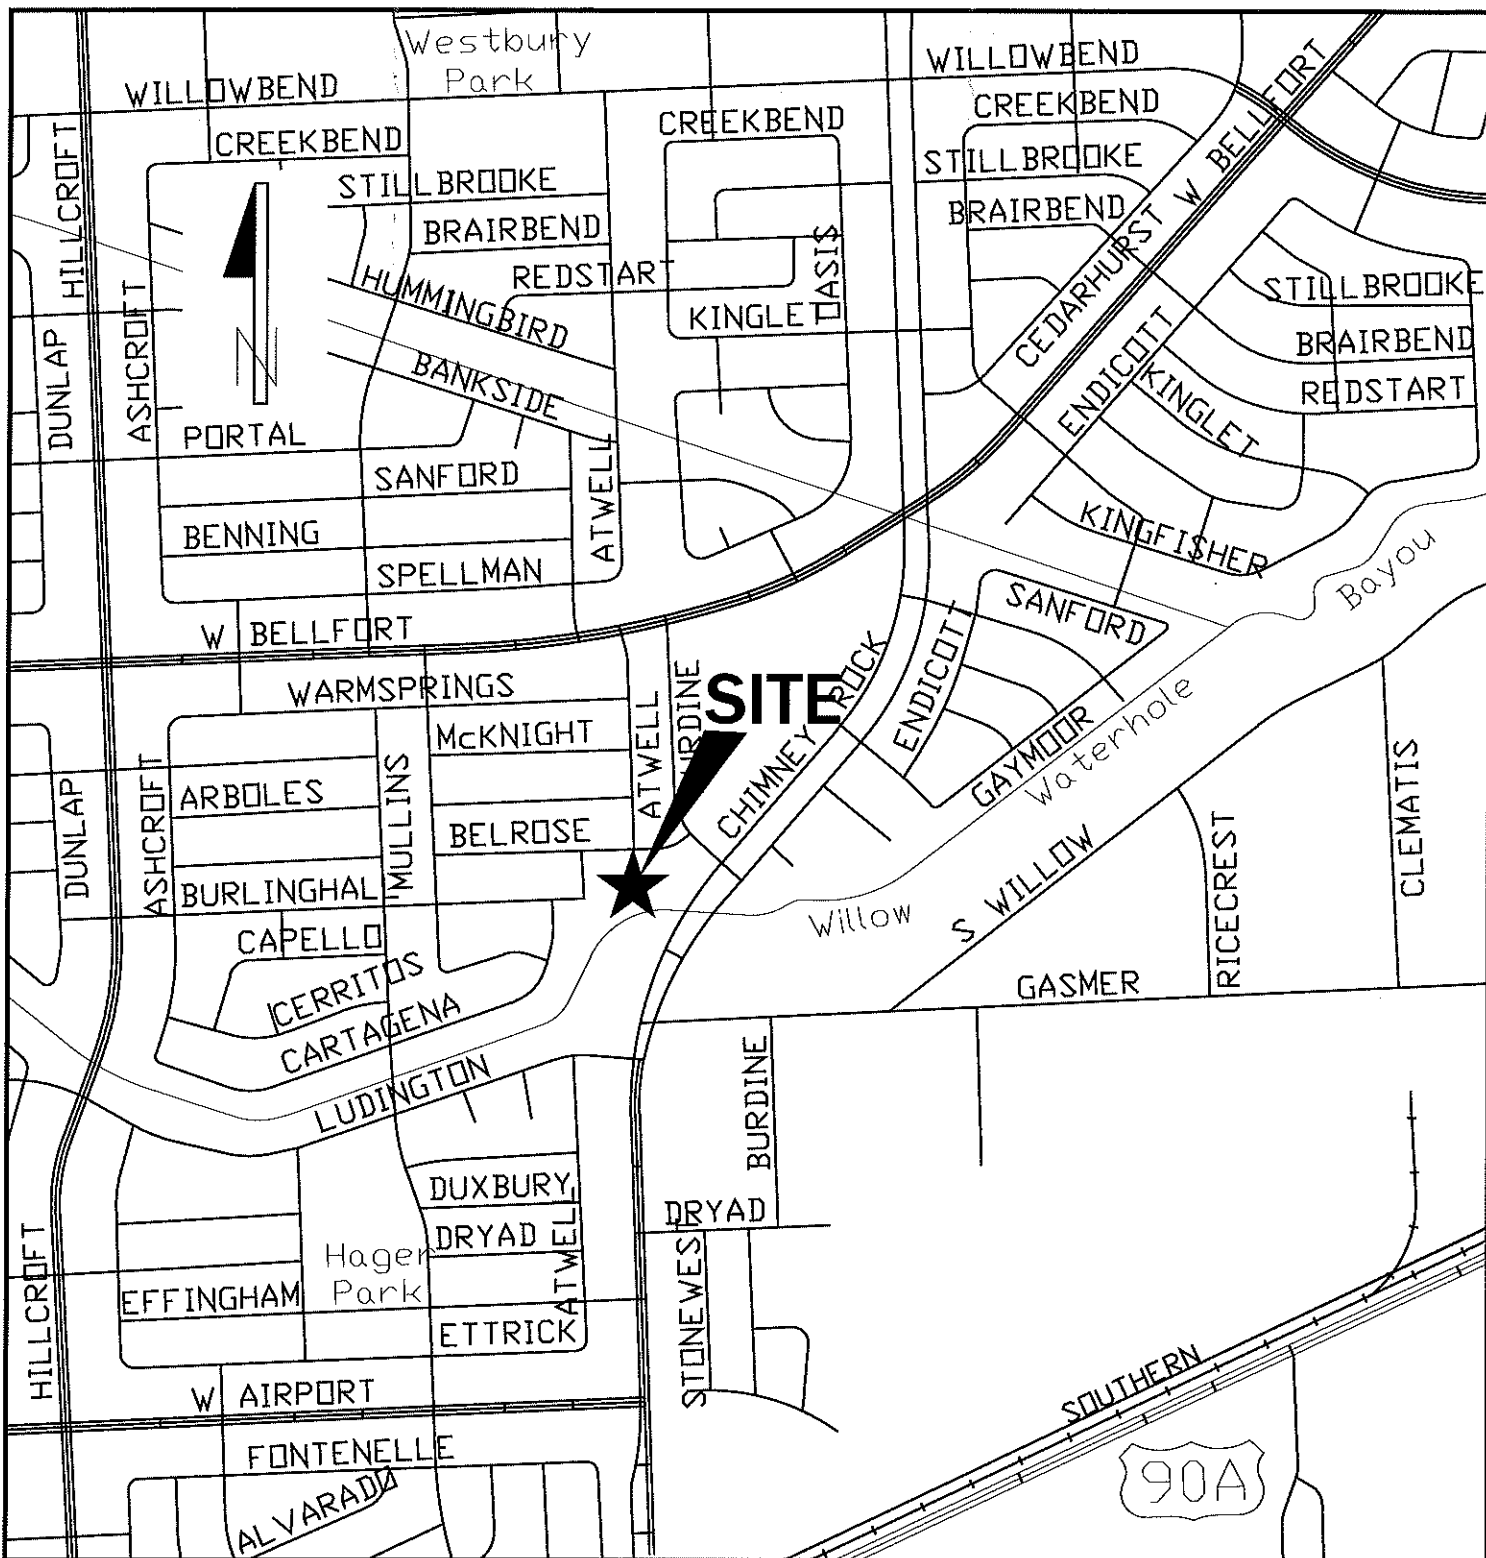 Westbury
Park
WILLOWBEND
WILLOWBEND
CREEKBEND
CREEKBEND
CREEKBEND
HILLCROFT
STILLBROOKE
STILLBROOKE
BRAIRBEND
BRAIRBEND
CEDARHURST
W BELLFORT
REDSTART
OASIS
HUMMINGBIRD
KINGLET
STILLBROOKE
BRAIRBEND
REDSTART
ENDICOTT
KINGLET
DUNLAP
ASHCROFT
N
BANKSIDE
PORTAL
SANFORD
ATWELL
BENNING
SPELLMAN
KINGFISHER
Bayou
SANFORD
W BELLFORT
WARMSPRINGS
McKNIGHT
ATWELL
SITE
CHIMNEY ROCK
ENDICOTT
GAYMOOR
Waterhole
DUNLAP
ASHCROFT
ARBOLES
MULLINS
BELROSE
BURLINGHAL
CAPELLO
CERRITOS
CARTAGENA
LUDINGTON
Willow
S WILLOW
RICECREST
CLEMATIS
GASMER
BURDINE
DUXBURY
DRYAD
DRYAD
ATWELL
Hager
Park
EFFINGHAM
ETTRICK
HILLCROFT
STONEWEST
W AIRPORT
FONTENELLE
ALVARADO
SOUTHERN
90A